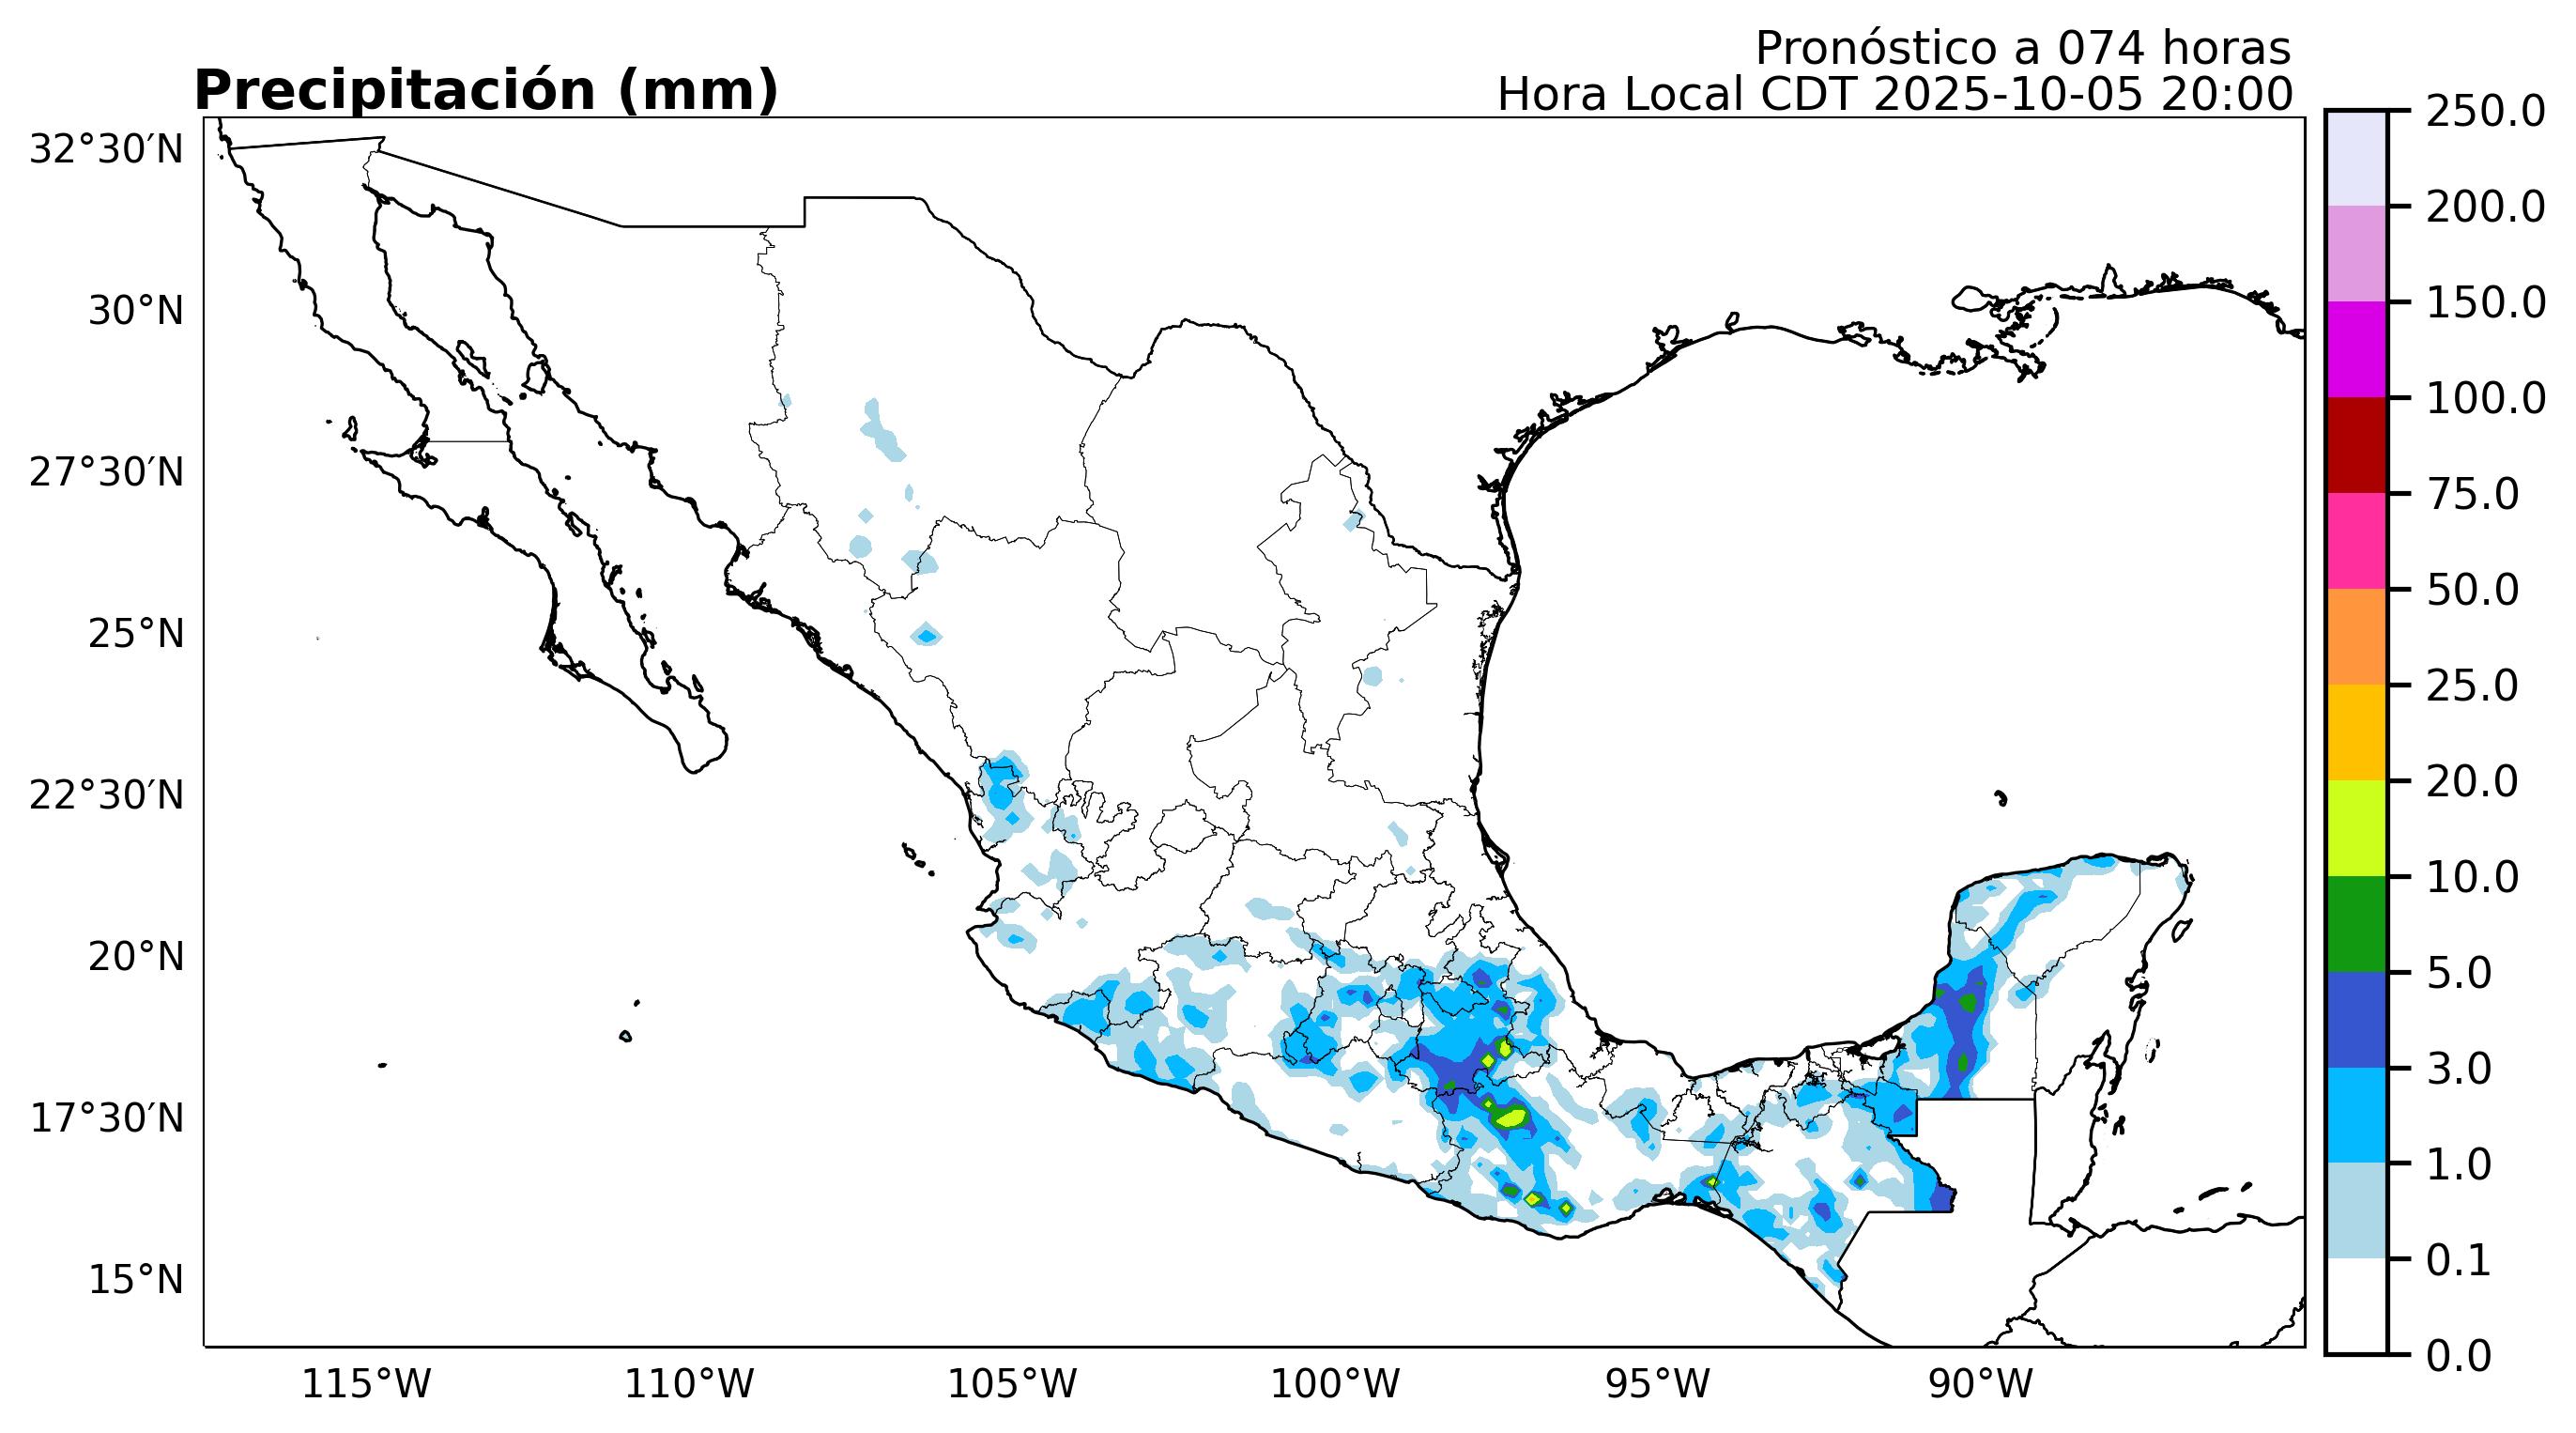 Pronóstico a 074 horas
Precipitación (mm)
Hora Local CDT 2025-10-05 20:00
32°30′N
30°N
27°30′N
25°N
22°30′N
20°N
17°30′N
15°N
115°W
110°W
105°W
100°W
95°W
90°W
250.0
200.0
150.0
100.0
75.0
50.0
25.0
20.0
10.0
5.0
3.0
1.0
0.1
0.0